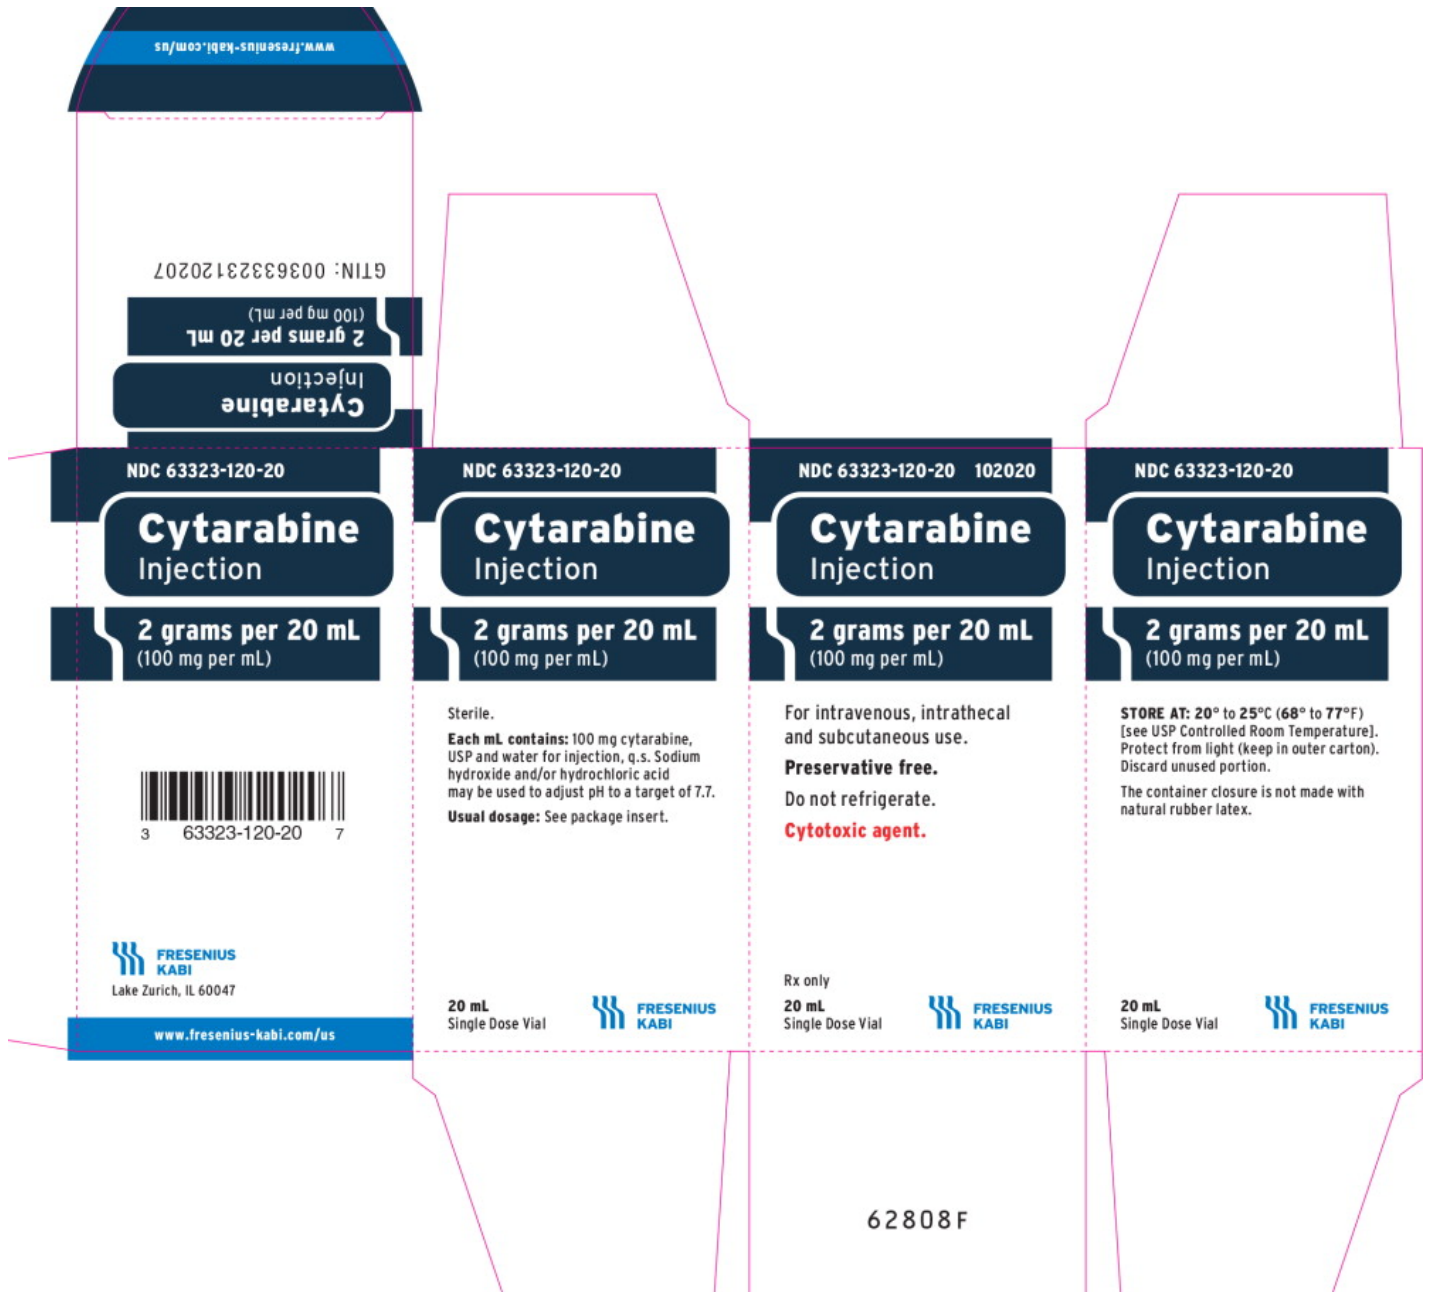 www.fresenius-kabi.com/us
GTIN: 00363323120207
2 grams per 20 mL
(100 mg per mL)
Cytarabine
Injection
NDC 63323-120-20
Cytarabine
Injection
2 grams per 20 mL
(100 mg per mL)
3 63323-120-20 7
FRESENIUS
KABI
Lake Zurich, IL 60047
www.fresenius-kabi.com/us
NDC 63323-120-20
Cytarabine
Injection
2 grams per 20 mL
(100 mg per mL)
Sterile.
Each mL contains: 100 mg cytarabine,
USP and water for injection, q.s. Sodium
hydroxide and/or hydrochloric acid
may be used to adjust pH to a target of 7.7.
Usual dosage: See package insert.
20 mL
Single Dose Vial
FRESENIUS
KABI
NDC 63323-120-20 102020
Cytarabine
Injection
2 grams per 20 mL
(100 mg per mL)
For intravenous, intrathecal
and subcutaneous use.
Preservative free.
Do not refrigerate.
Cytotoxic agent.
Rx only
20 mL
Single Dose Vial
FRESENIUS
KABI
62808F
NDC 63323-120-20
Cytarabine
Injection
2 grams per 20 mL
(100 mg per mL)
STORE AT: 20° to 25°C (68° to 77°F)
[see USP Controlled Room Temperature].
Protect from light (keep in outer carton).
Discard unused portion.
The container closure is not made with
natural rubber latex.
20 mL
Single Dose Vial
FRESENIUS
KABI